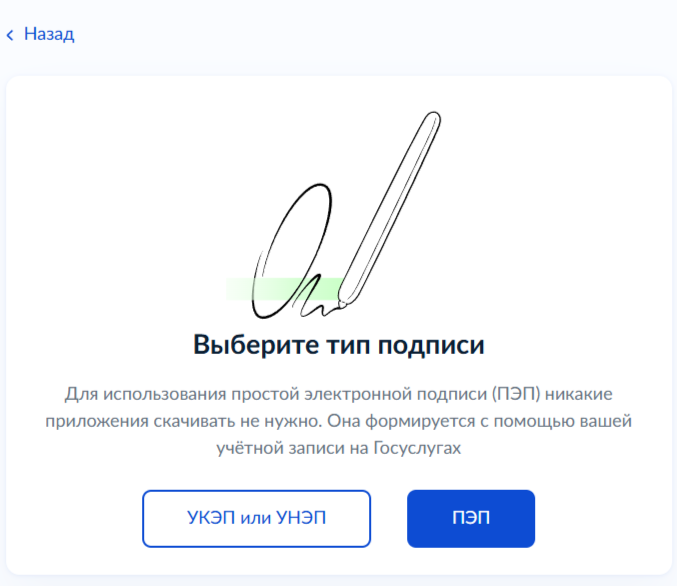 Назад
Выберите тип подписи
Для использования простой электронной подписи (ПЭП) никакие
приложения скачивать не нужно. Она формируется с помощью вашей
учётной записи на Госуслугах
УКЭП или УНЭП
ПЭП